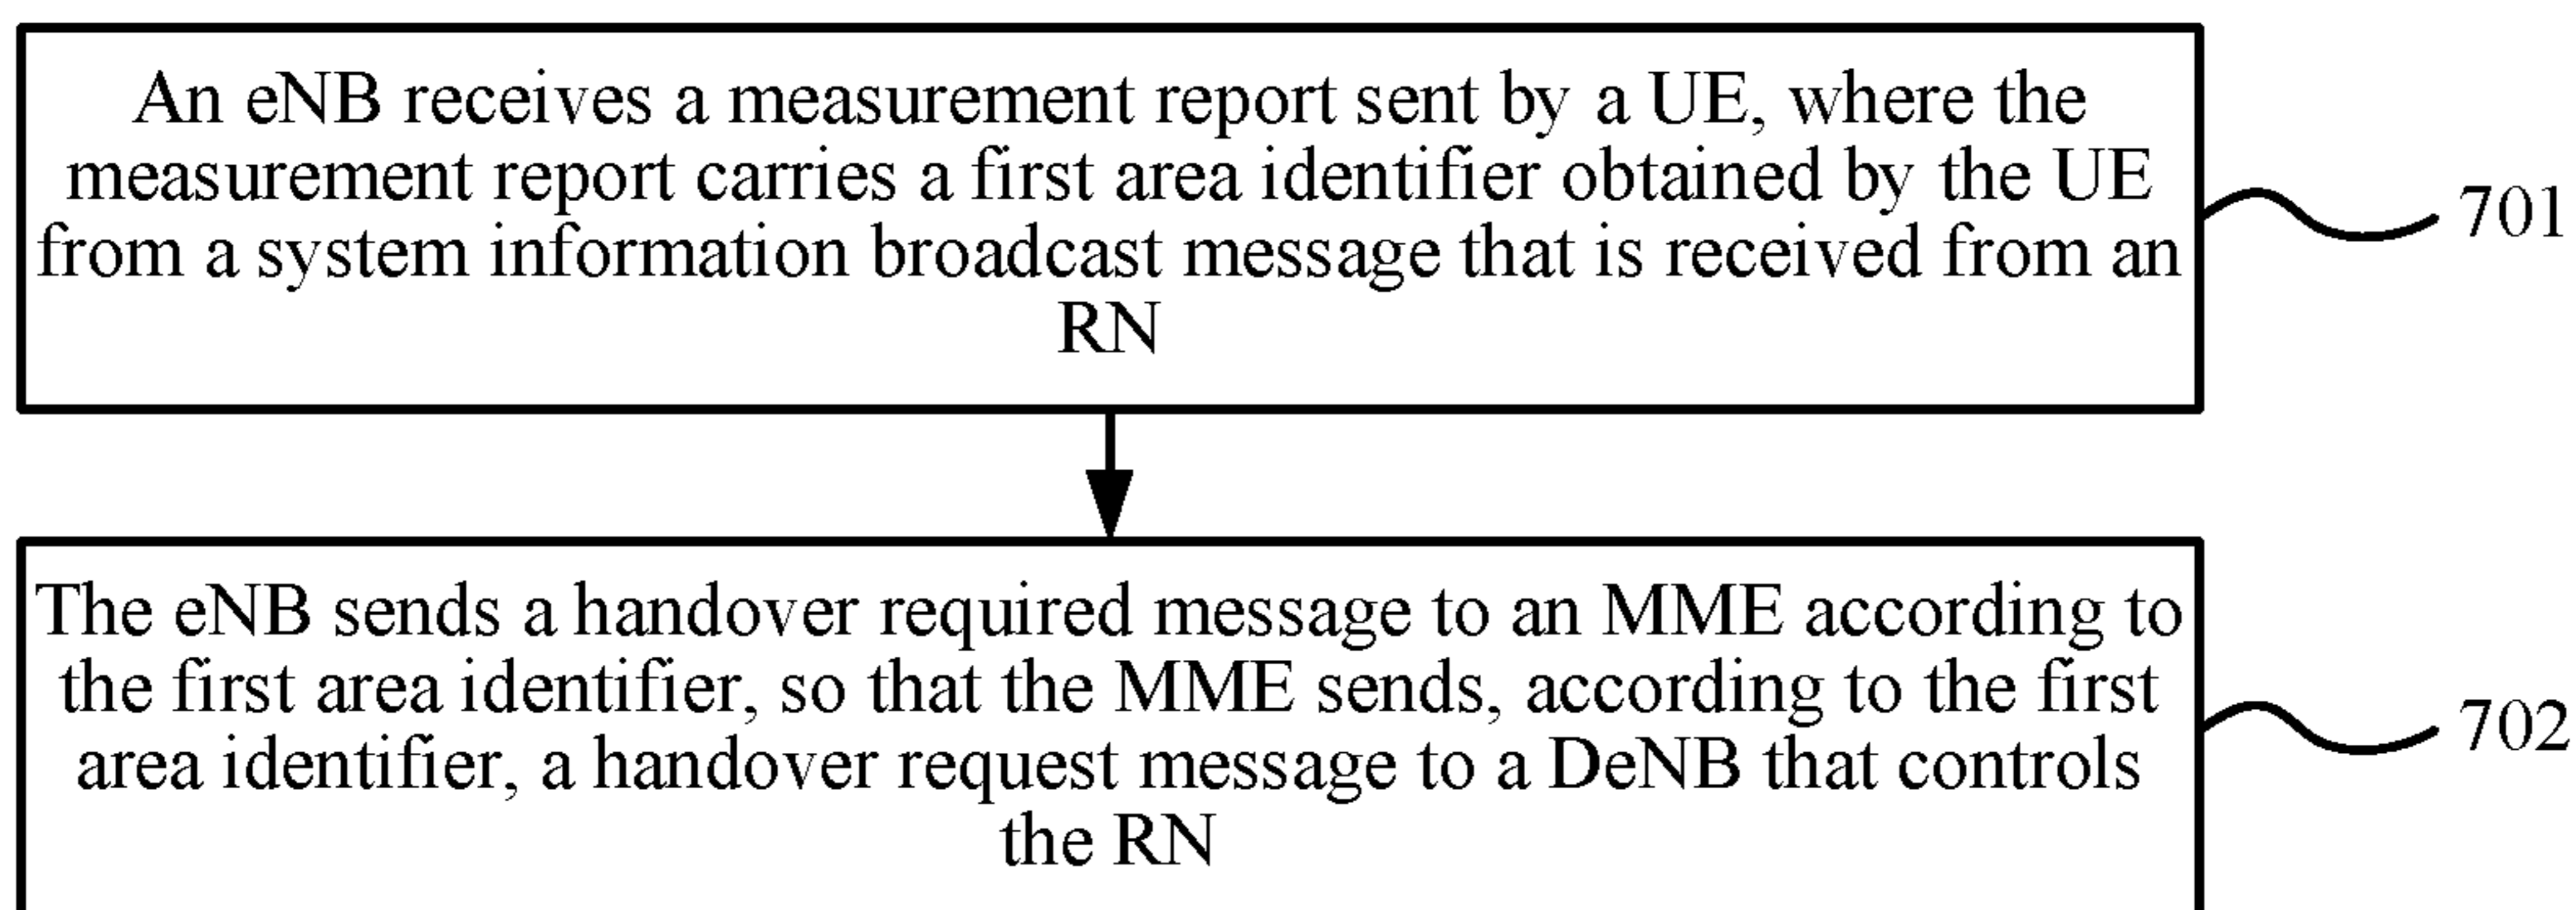 An eNB receives a measurement report sent by a UE, where the
measurement report carries a first area identifier obtained by the UE
from a system information broadcast message that is received from an
RN
701
The eNB sends a handover required message to an MME according to
the first area identifier, so that the MME sends, according to the first
area identifier, a handover request message to a DeNB that controls
the RN
702